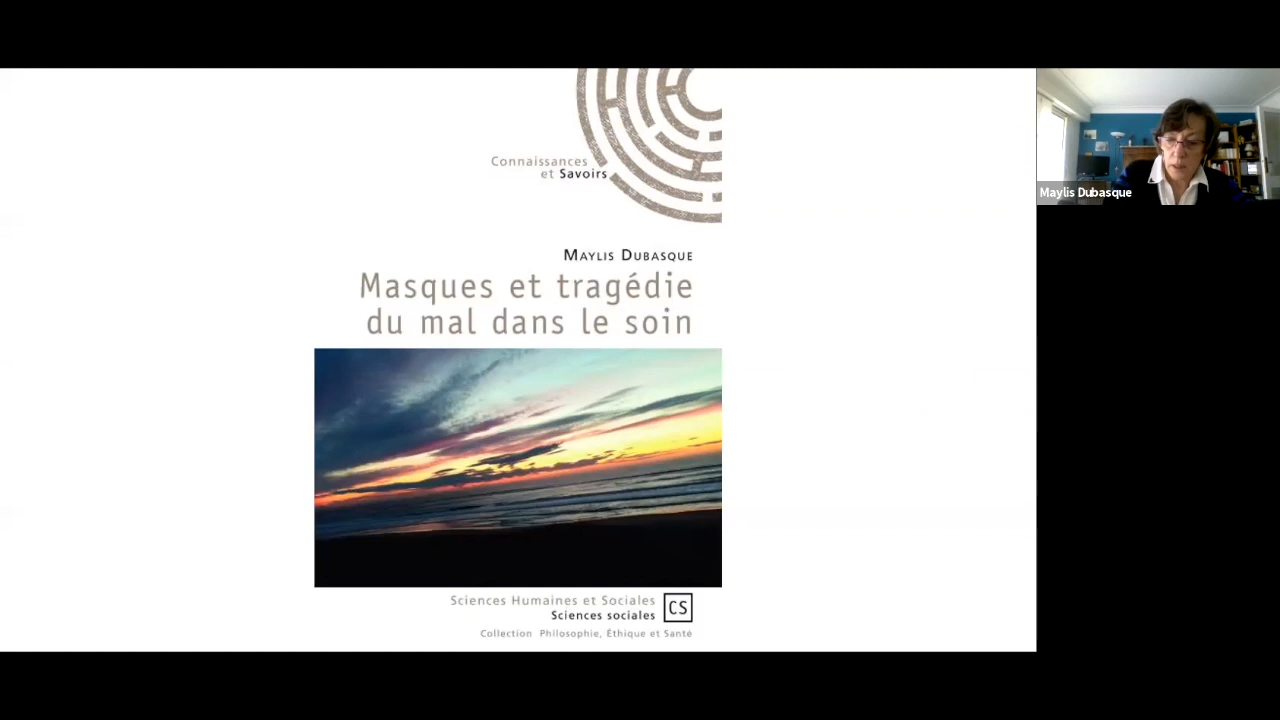 Connaissances
et Savoirs
MAYLIS DUBASQUE
Masques et tragédie
du mal dans le soin
Sciences Humaines et Sociales
Sciences sociales
CS
Collection Philosophie, Éthique et Santé
Maylis Dubasque